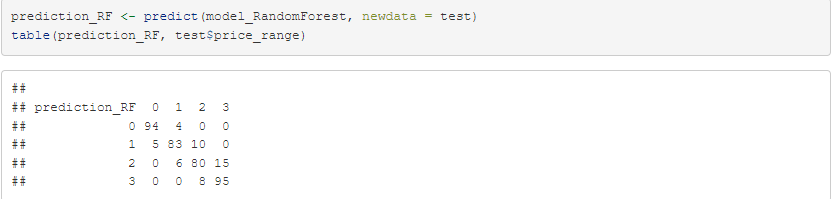 prediction_RF <- predict(model_RandomForest, newdata = test)
table(prediction_RF, test$price_range)
##
## prediction_RF  0  1  2  3
##             0 94  4  0  0
##             1  5 83 10  0
##             2  0  6 80 15
##             3  0  0  8 95